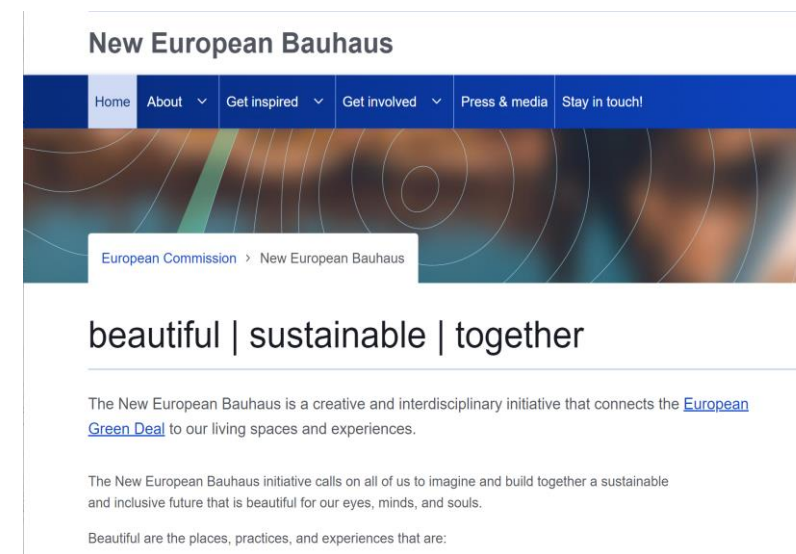 New European Bauhaus
Home About Get inspired Get involved Press & media Stay in touch!
European Commission > New European Bauhaus
beautiful | sustainable | together
The New European Bauhaus is a creative and interdisciplinary initiative that connects the European
Green Deal to our living spaces and experiences.
The New European Bauhaus initiative calls on all of us to imagine and build together a sustainable
and inclusive future that is beautiful for our eyes, minds, and souls.
Beautiful are the places, practices, and experiences that are: